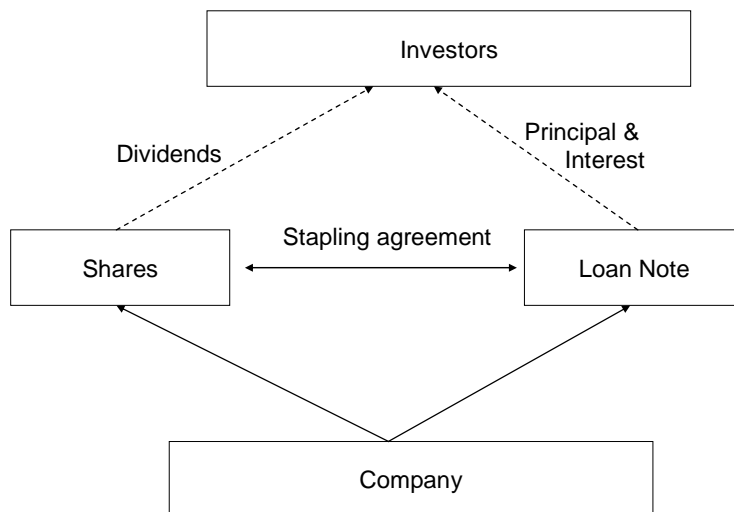 Investors
Dividends
Principal &
Interest
Stapling agreement
Shares
Loan Note
Company